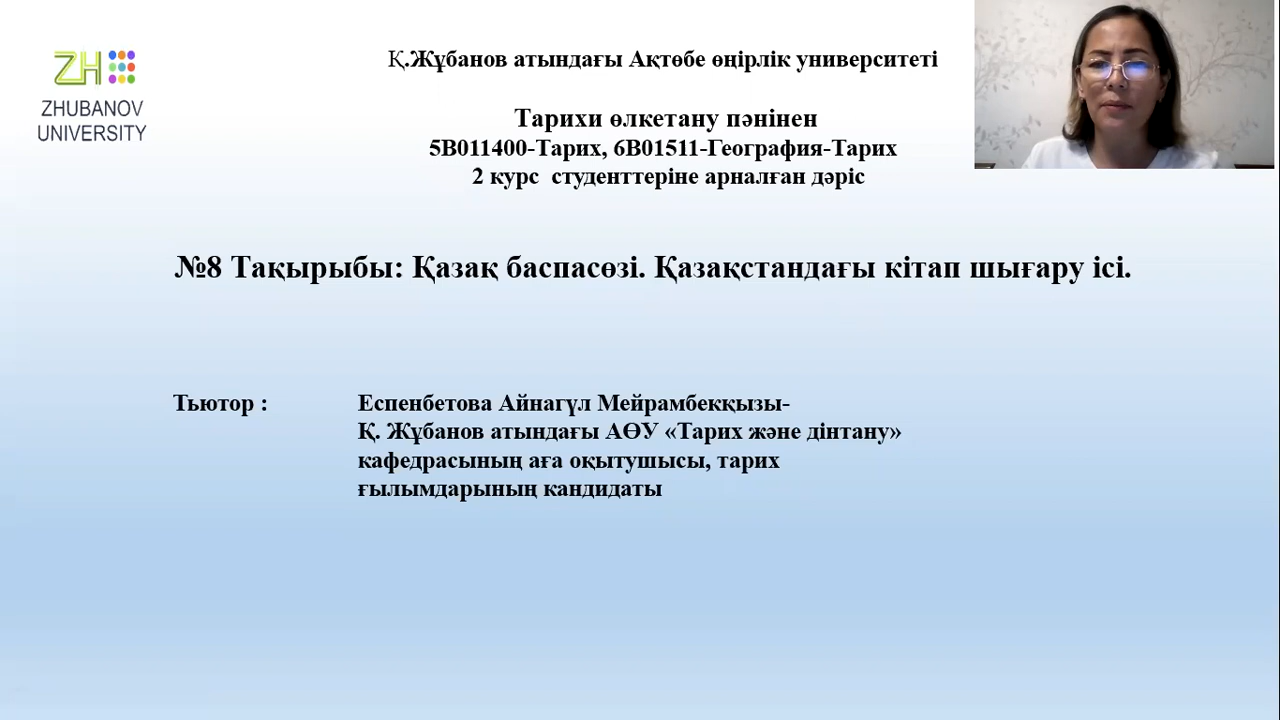 ZH
ZHUBANOV
UNIVERSITY
Қ.Жұбанов атындағы Ақтөбе өңірлік университеті
Тарихи өлкетану пәнінен
5В011400-Тарих, 6В01511-География-Тарих
2 курс студенттеріне арналған дәріс
№8 Тақырыбы: Қазақ баспасөзі. Қазақстандағы кітап шығару ісі.
Тьютор : Еспенбетова Айнагүл Мейрамбекқызы-
Қ. Жұбанов атындағы АӨУ «Тарих және дінтану»
кафедрасының аға оқытушысы, тарих
ғылымдарының кандидаты